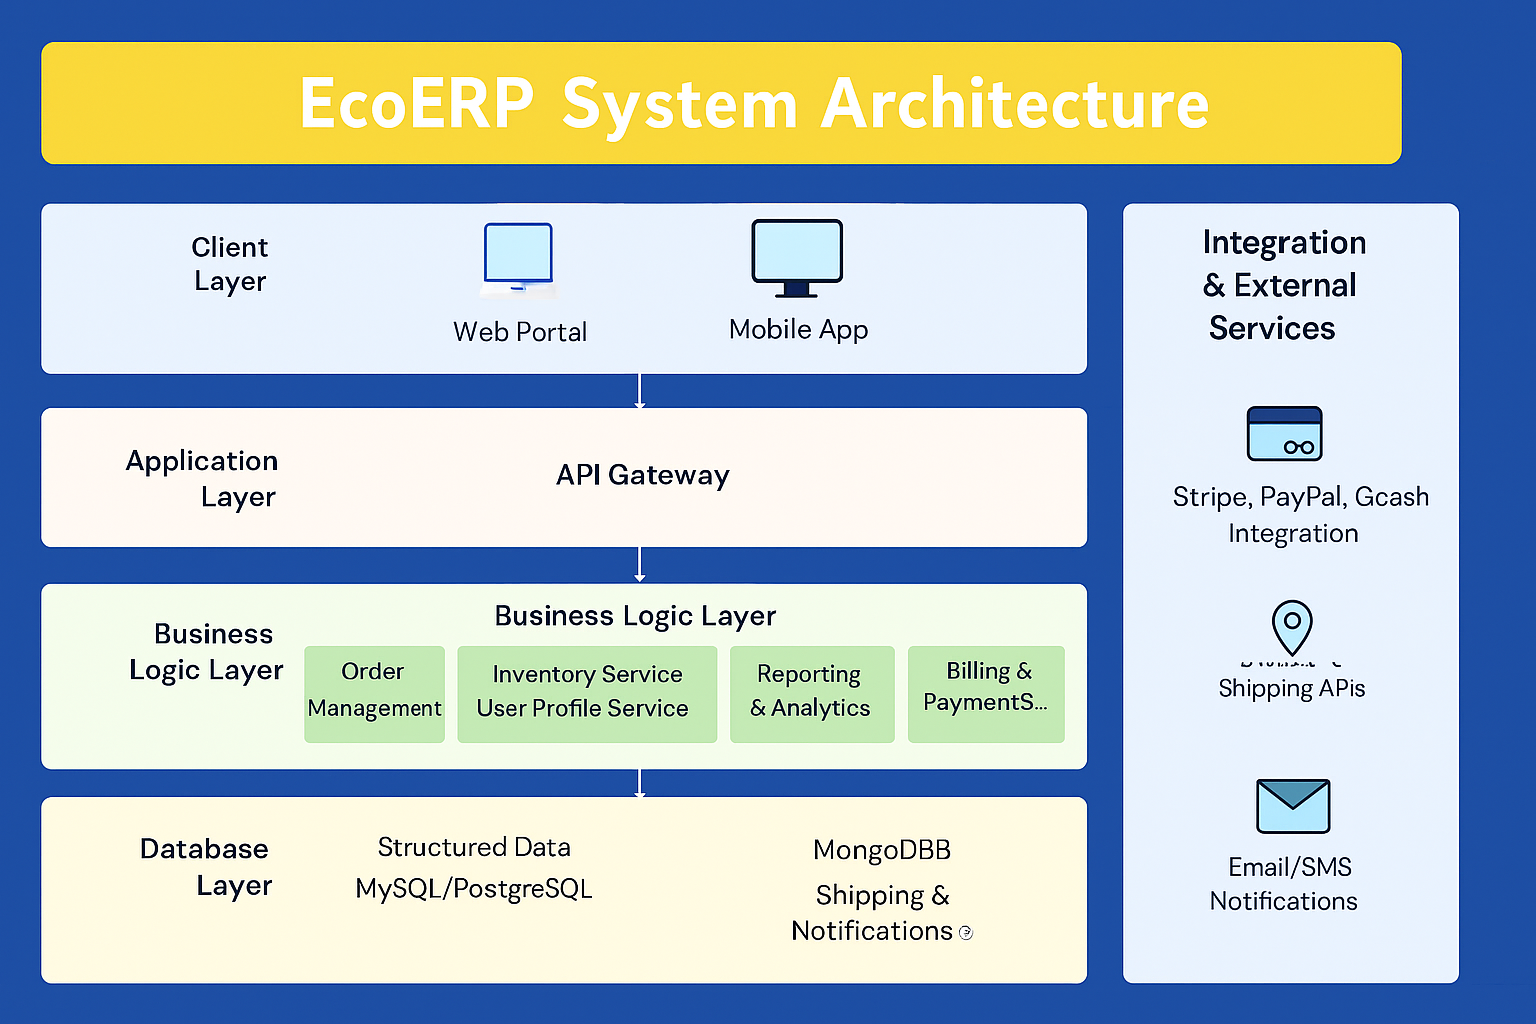 EcoERP System Architecture
Client
Layer
Web Portal
Mobile App
Application
Layer
API Gateway
Business
Logic Layer
Business Logic Layer
Order
Management
Inventory Service
User Profile Service
Reporting
& Analytics
Billing &
PaymentS...
Database
Layer
Structured Data
MySQL/PostgreSQL
MongoDBB
Shipping &
Notifications
Integration
& External
Services
Stripe, PayPal, Gcash
Integration
Shipping APis
Email/SMS
Notifications